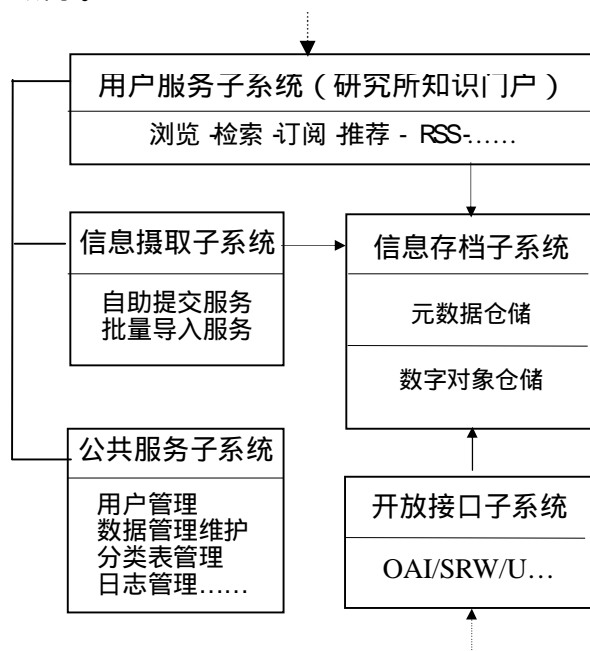 用户服务子系统（研究所知识门户）
浏览-检索-订阅-推荐 - RSS-……
信息摄取子系统
自助提交服务
批量导入服务
信息存档子系统
元数据仓储
数字对象仓储
公共服务子系统
用户管理
数据管理维护
分类表管理
日志管理……
开放接口子系统
OAI/SRW/U…